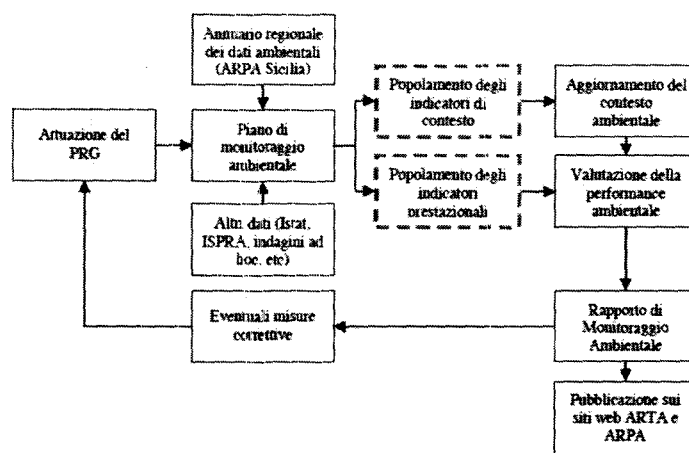 Annuario regionale
dei dati ambientali
(ARPA Sicilia)
Popolamento degli
indicatori di
contesto
Aggiornamento del
contesto
ambientale
Attuazione del
PRG
Piano di
monitoraggio
ambientale
Popolamento degli
indicatori
prestazionali
Valutazione della
performance
ambientale
Altri dati (Istat,
ISPRA, indagini ad
hoc, etc)
Eventuali misure
correttive
Rapporto di
Monitoraggio
Ambientale
Pubblicazione sui
siti web ARTA e
ARPA